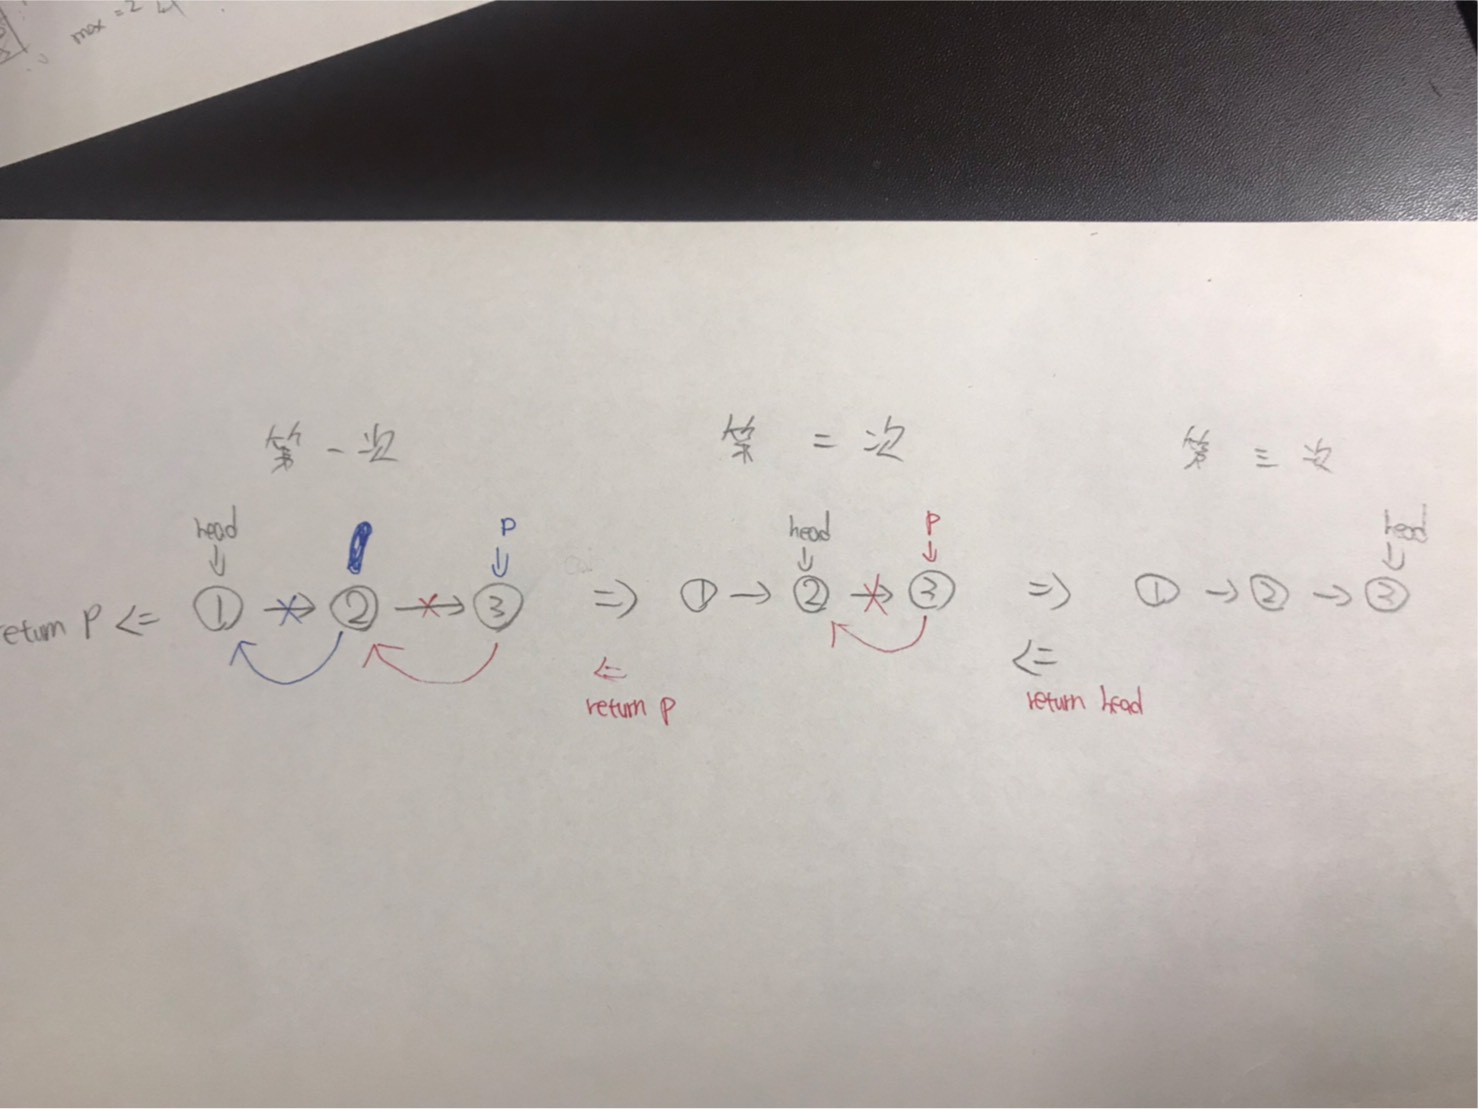 max = 2
第一次 第二次 第三次
head P head P head
return P <= ① → ② → ③ => ① → ② → ③ => ① → ② → ③
<= <=
return P return head